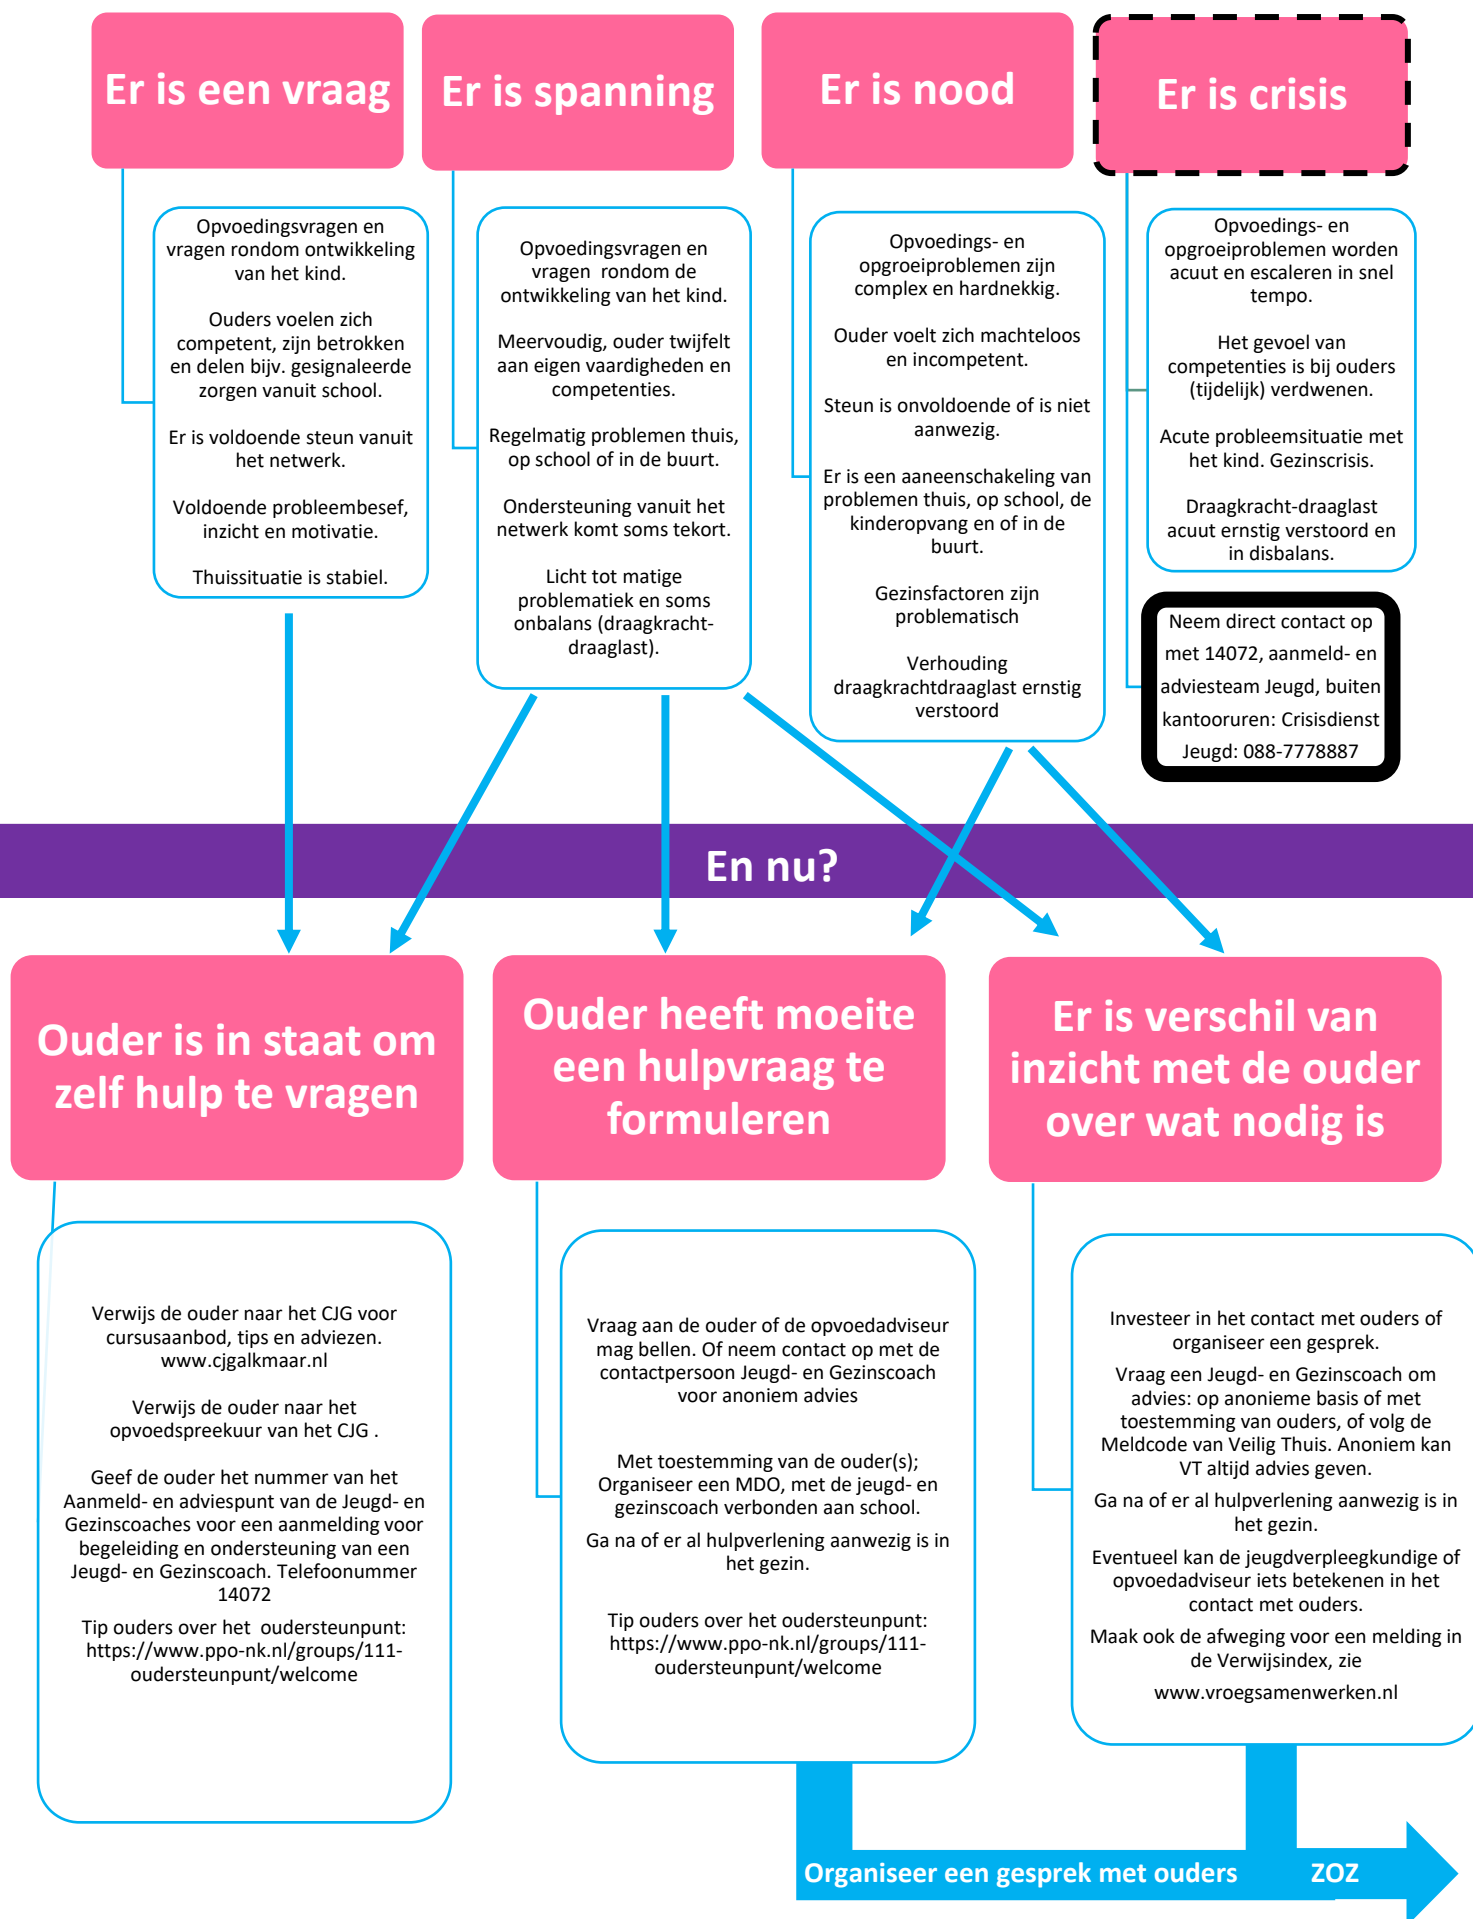 Er is een vraag
Opvoedingsvragen en
vragen rondom ontwikkeling
van het kind.
Ouders voelen zich
competent, zijn betrokken
en delen bijv. gesignaleerde
zorgen vanuit school.
Er is voldoende steun vanuit
het netwerk.
Voldoende probleembesef,
inzicht en motivatie.
Thuissituatie is stabiel.
Er is spanning
Opvoedingsvragen en
vragen  rondom de
ontwikkeling van het kind.
Meervoudig, ouder twijfelt
aan eigen vaardigheden en
competenties.
Regelmatig problemen thuis,
op school of in de buurt.
Ondersteuning vanuit het
netwerk komt soms tekort.
Licht tot matige
problematiek en soms
onbalans (draagkracht-
draaglast).
Er is nood
Opvoedings- en
opgroeiproblemen zijn
complex en hardnekkig.
Ouder voelt zich machteloos
en incompetent.
Steun is onvoldoende of is niet
aanwezig.
Er is een aaneenschakeling van
problemen thuis, op school, de
kinderopvang en of in de
buurt.
Gezinsfactoren zijn
problematisch
Verhouding
draagkrachtdraaglast ernstig
verstoord
Er is crisis
Opvoedings- en
opgroeiproblemen worden
acuut en escaleren in snel
tempo.
Het gevoel van
competenties is bij ouders
(tijdelijk) verdwenen.
Acute probleemsituatie met
het kind. Gezinscrisis.
Draagkracht-draaglast
acuut ernstig verstoord en
in disbalans.
Neem direct contact op
met 14072, aanmeld- en
adviesteam Jeugd, buiten
kantooruren: Crisisdienst
Jeugd: 088-7778887
En nu?
Ouder is in staat om
zelf hulp te vragen
Verwijs de ouder naar het CJG voor
cursusaanbod, tips en adviezen.
www.cjgalkmaar.nl
Verwijs de ouder naar het
opvoedspreekuur van het CJG .
Geef de ouder het nummer van het
Aanmeld- en adviespunt van de Jeugd- en
Gezinscoaches voor een aanmelding voor
begeleiding en ondersteuning van een
Jeugd- en Gezinscoach. Telefoonummer
14072
Tip ouders over het  oudersteunpunt:
https://www.ppo-nk.nl/groups/111-
oudersteunpunt/welcome
Ouder heeft moeite
een hulpvraag te
formuleren
Vraag aan de ouder of de opvoedadviseur
mag bellen. Of neem contact op met de
contactpersoon Jeugd- en Gezinscoach
voor anoniem advies
Met toestemming van de ouder(s);
Organiseer een MDO, met de jeugd- en
gezinscoach verbonden aan school.
Ga na of er al hulpverlening aanwezig is in
het gezin.
Tip ouders over het oudersteunpunt:
https://www.ppo-nk.nl/groups/111-
oudersteunpunt/welcome
Er is verschil van
inzicht met de ouder
over wat nodig is
Investeer in het contact met ouders of
organiseer een gesprek.
Vraag een Jeugd- en Gezinscoach om
advies: op anonieme basis of met
toestemming van ouders, of volg de
Meldcode van Veilig Thuis. Anoniem kan
VT altijd advies geven.
Ga na of er al hulpverlening aanwezig is in
het gezin.
Eventueel kan de jeugdverpleegkundige of
opvoedadviseur iets betekenen in het
contact met ouders.
Maak ook de afweging voor een melding in
de Verwijsindex, zie
www.vroegsamenwerken.nl
Organiseer een gesprek met ouders ZOZ